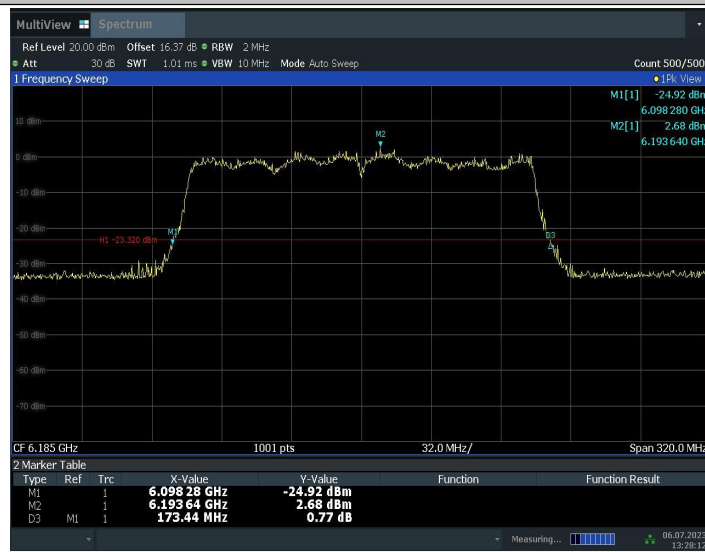 MultiView Spectrum
Ref Level 20.00 dBm Offset 16.37 dB RBW 2 MHz
Att 30 dB SWT 1.01 ms VBW 10 MHz Mode Auto Sweep Count 500/500
1 Frequency Sweep 1Pk View
M1[1] -24.92 dBm
6.098 280 GHz
M2[1] 2.68 dBm
6.193 640 GHz
10 dBm
M2
0 dBm
-10 dBm
-20 dBm
M1
H1 -23.320 dBm
D3
-30 dBm
-40 dBm
-50 dBm
-60 dBm
-70 dBm
CF 6.185 GHz 1001 pts 32.0 MHz/ Span 320.0 MHz
2 Marker Table
Type Ref Trc X-Value Y-Value Function Function Result
M1 1 6.098 28 GHz -24.92 dBm
M2 1 6.193 64 GHz 2.68 dBm
D3 M1 1 173.44 MHz 0.77 dB
Measuring... 06.07.2023
13:28:12